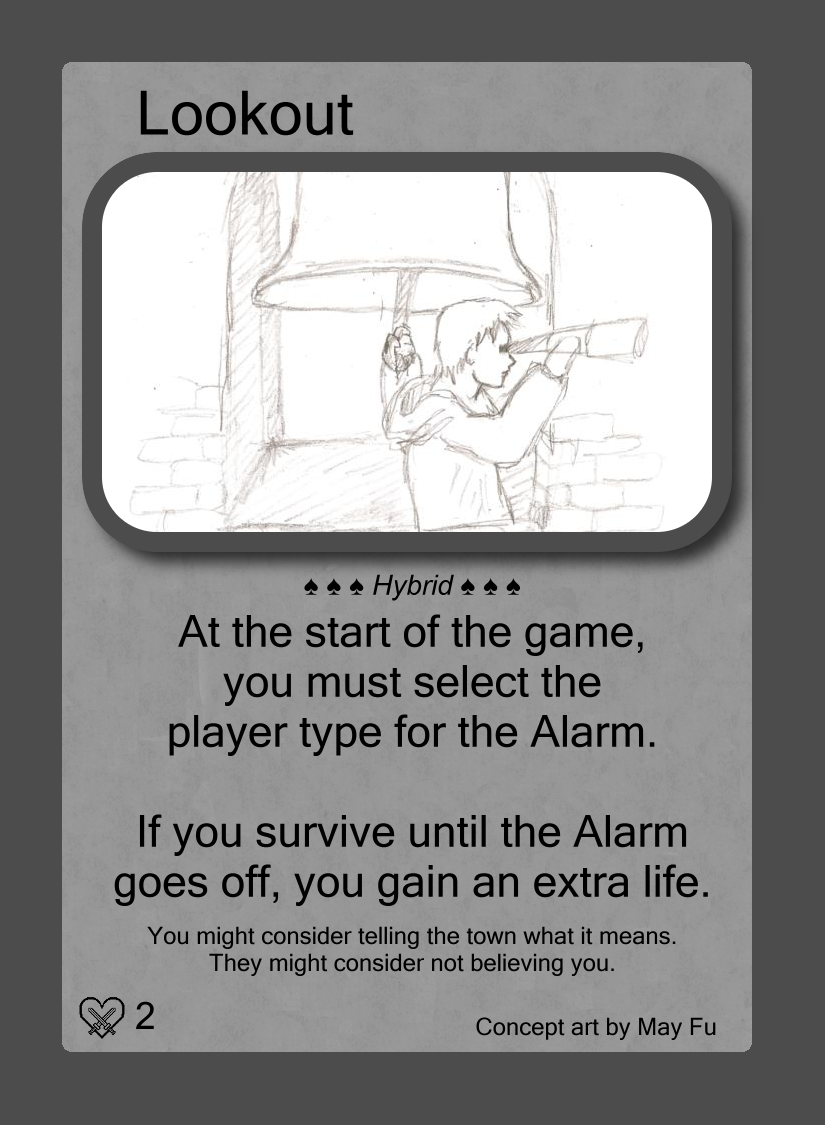 Lookout
♠ ♠ ♠ Hybrid ♠ ♠ ♠
At the start of the game,
you must select the
player type for the Alarm.
If you survive until the Alarm
goes off, you gain an extra life.
You might consider telling the town what it means.
They might consider not believing you.
2
Concept art by May Fu